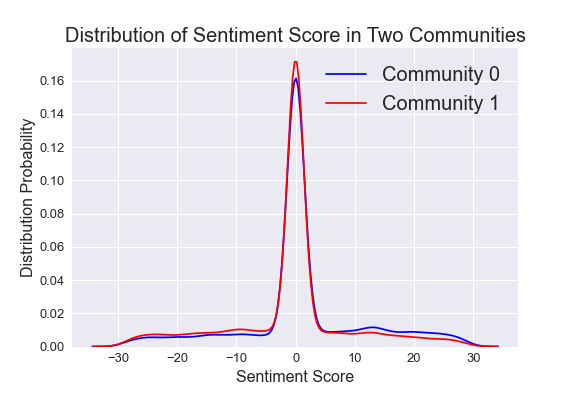 Distribution of Sentiment Score in Two Communities
Community 0
Community 1
Distribution Probability
0.16
0.14
0.12
0.10
0.08
0.06
0.04
0.02
0.00
−30 −20 −10 0 10 20 30
Sentiment Score